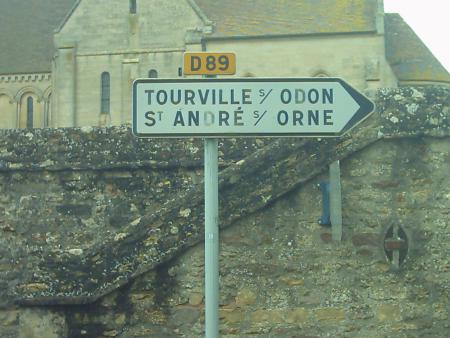 D89
TOURVILLE S/ ODON
ST ANDRÉ S/ ORNE